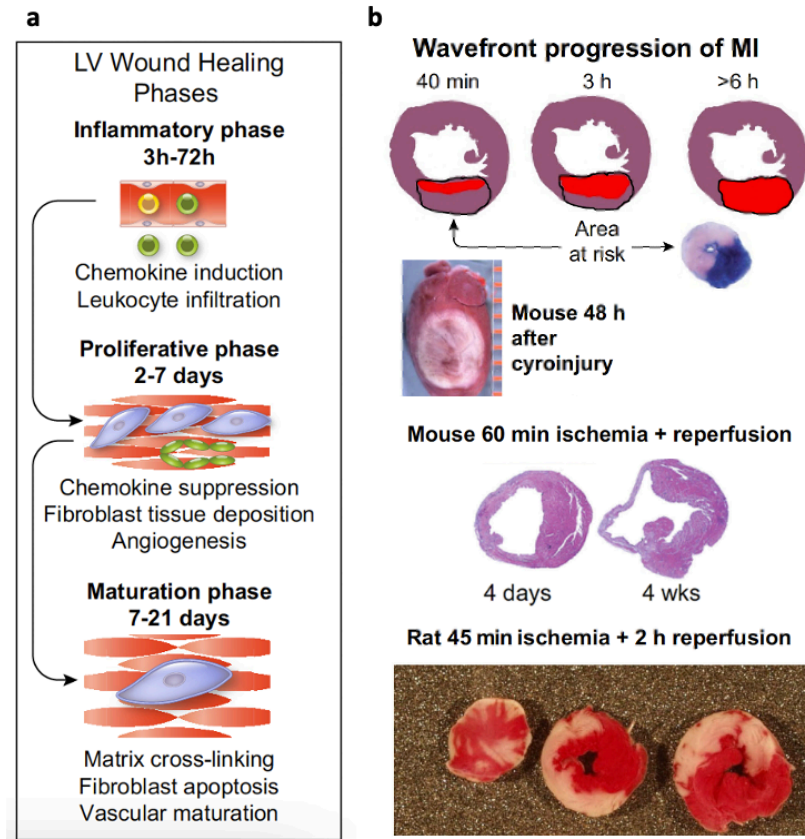 a
LV Wound Healing
Phases
Inflammatory phase
3h-72h
Chemokine induction
Leukocyte infiltration
Proliferative phase
2-7 days
Chemokine suppression
Fibroblast tissue deposition
Angiogenesis
Maturation phase
7-21 days
Matrix cross-linking
Fibroblast apoptosis
Vascular maturation
b
Wavefront progression of MI
40 min 3 h >6 h
Area
at risk
Mouse 48 h
after
cyroinjury
Mouse 60 min ischemia + reperfusion
4 days 4 wks
Rat 45 min ischemia + 2 h reperfusion